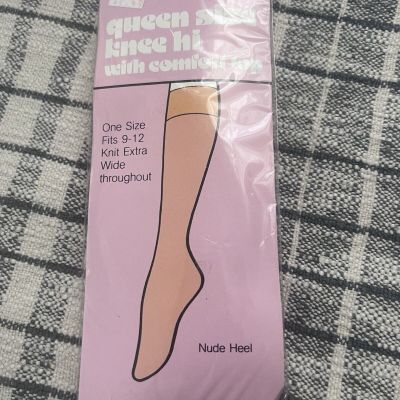 queen size
knee hi
with comfort top
One Size
Fits 9-12
Knit Extra
Wide
throughout
Nude Heel